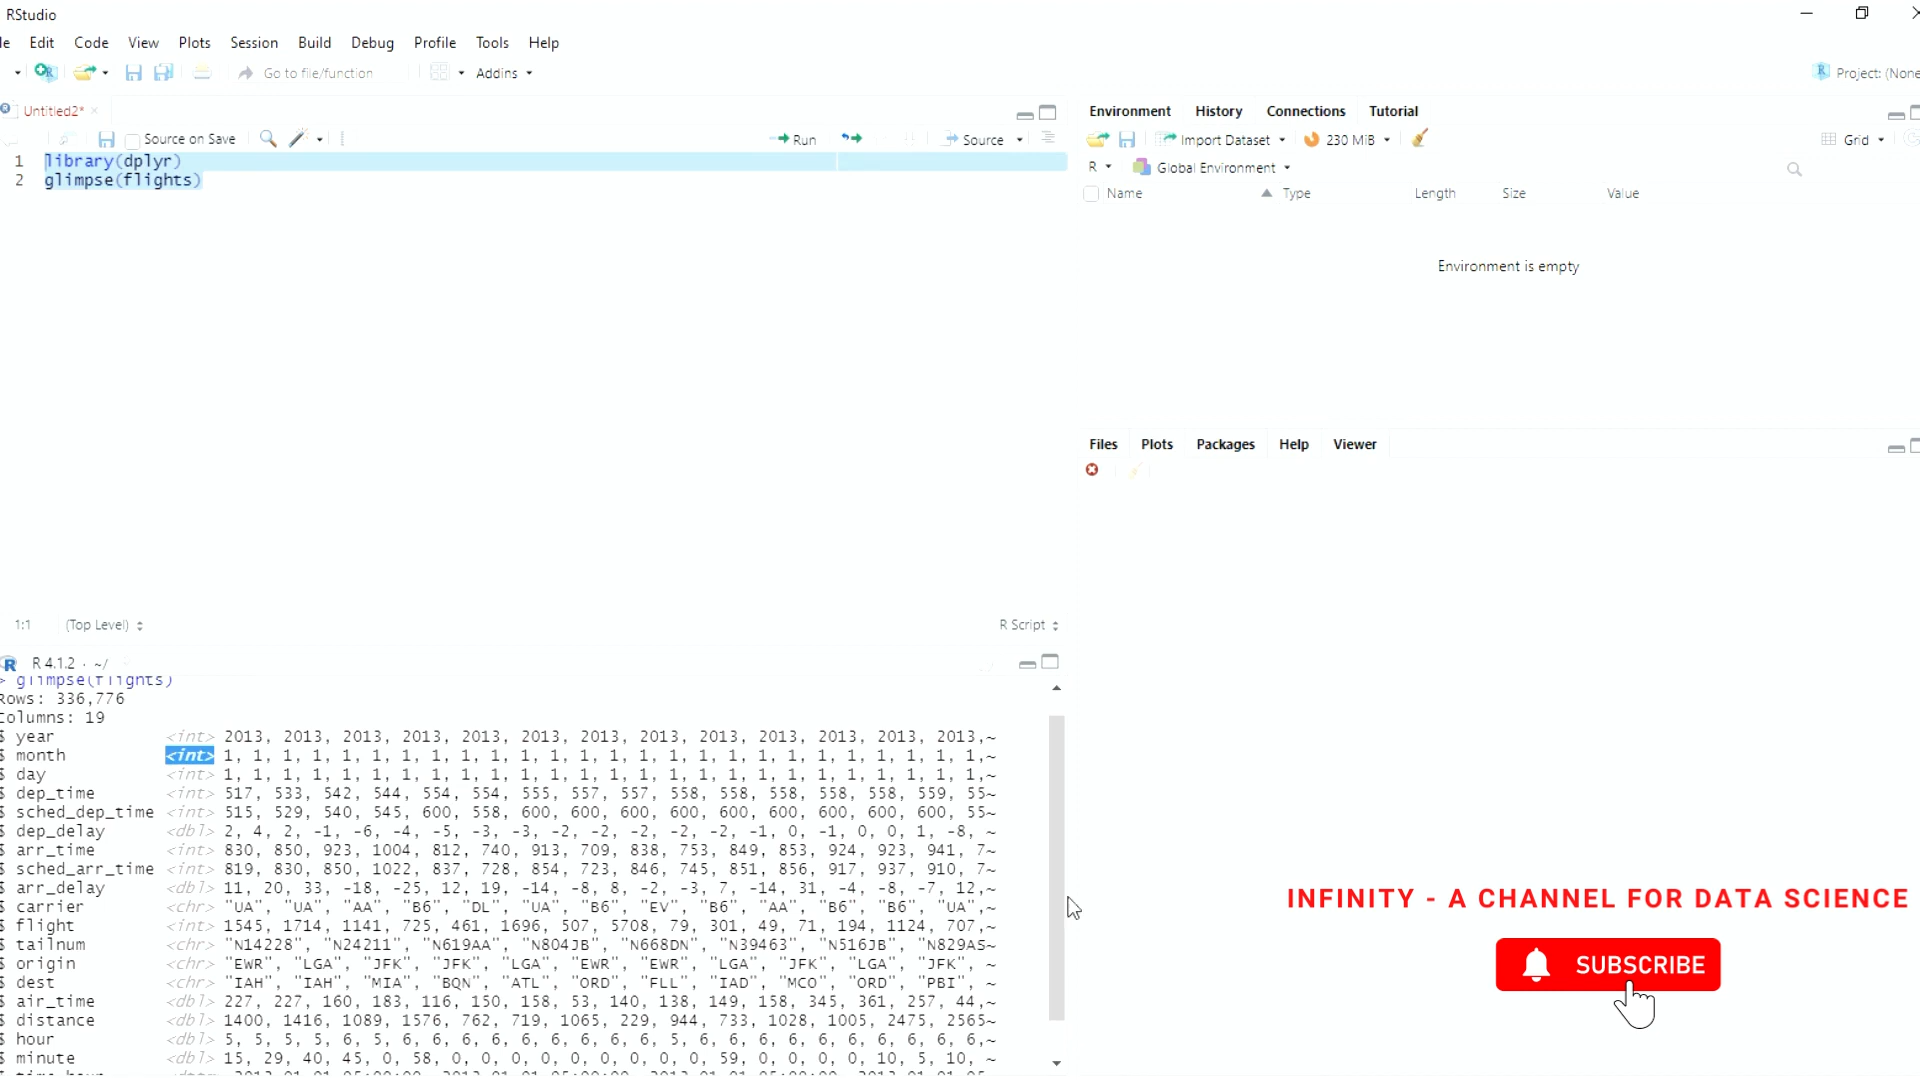 RStudio
le Edit Code View Plots Session Build Debug Profile Tools Help
Go to file/function Addins Project: (None
Untitled2*
Source on Save Run Source
1 library(dplyr)
2 glimpse(flights)
1:1 (Top Level) R Script
R 4.1.2 · ~/
> glimpse(flights)
Rows: 336,776
Columns: 19
$ year <int> 2013, 2013, 2013, 2013, 2013, 2013, 2013, 2013, 2013, 2013, 2013, 2013, 2013,~
$ month <int> 1, 1, 1, 1, 1, 1, 1, 1, 1, 1, 1, 1, 1, 1, 1, 1, 1, 1, 1, 1, 1, 1, 1, 1, 1, 1,~
$ day <int> 1, 1, 1, 1, 1, 1, 1, 1, 1, 1, 1, 1, 1, 1, 1, 1, 1, 1, 1, 1, 1, 1, 1, 1, 1, 1,~
$ dep_time <int> 517, 533, 542, 544, 554, 554, 555, 557, 557, 558, 558, 558, 558, 558, 559, 55~
$ sched_dep_time <int> 515, 529, 540, 545, 600, 558, 600, 600, 600, 600, 600, 600, 600, 600, 600, 55~
$ dep_delay <dbl> 2, 4, 2, -1, -6, -4, -5, -3, -3, -2, -2, -2, -2, -2, -1, 0, -1, 0, 0, 1, -8, ~
$ arr_time <int> 830, 850, 923, 1004, 812, 740, 913, 709, 838, 753, 849, 853, 924, 923, 941, 7~
$ sched_arr_time <int> 819, 830, 850, 1022, 837, 728, 854, 723, 846, 745, 851, 856, 917, 937, 910, 7~
$ arr_delay <dbl> 11, 20, 33, -18, -25, 12, 19, -14, -8, 8, -2, -3, 7, -14, 31, -4, -8, -7, 12,~
$ carrier <chr> "UA", "UA", "AA", "B6", "DL", "UA", "B6", "EV", "B6", "AA", "B6", "B6", "UA",~
$ flight <int> 1545, 1714, 1141, 725, 461, 1696, 507, 5708, 79, 301, 49, 71, 194, 1124, 707,~
$ tailnum <chr> "N14228", "N24211", "N619AA", "N804JB", "N668DN", "N39463", "N516JB", "N829AS~
$ origin <chr> "EWR", "LGA", "JFK", "JFK", "LGA", "EWR", "EWR", "LGA", "JFK", "LGA", "JFK", ~
$ dest <chr> "IAH", "IAH", "MIA", "BQN", "ATL", "ORD", "FLL", "IAD", "MCO", "ORD", "PBI", ~
$ air_time <dbl> 227, 227, 160, 183, 116, 150, 158, 53, 140, 138, 149, 158, 345, 361, 257, 44,~
$ distance <dbl> 1400, 1416, 1089, 1576, 762, 719, 1065, 229, 944, 733, 1028, 1005, 2475, 2565~
$ hour <dbl> 5, 5, 5, 5, 6, 5, 6, 6, 6, 6, 6, 6, 6, 6, 6, 5, 6, 6, 6, 6, 6, 6, 6, 6, 6, 6,~
$ minute <dbl> 15, 29, 40, 45, 0, 58, 0, 0, 0, 0, 0, 0, 0, 0, 0, 59, 0, 0, 0, 0, 10, 5, 10, ~
Environment History Connections Tutorial
Import Dataset 230 MiB Grid
R Global Environment
Name Type Length Size Value
Environment is empty
Files Plots Packages Help Viewer
INFINITY - A CHANNEL FOR DATA SCIENCE
SUBSCRIBE